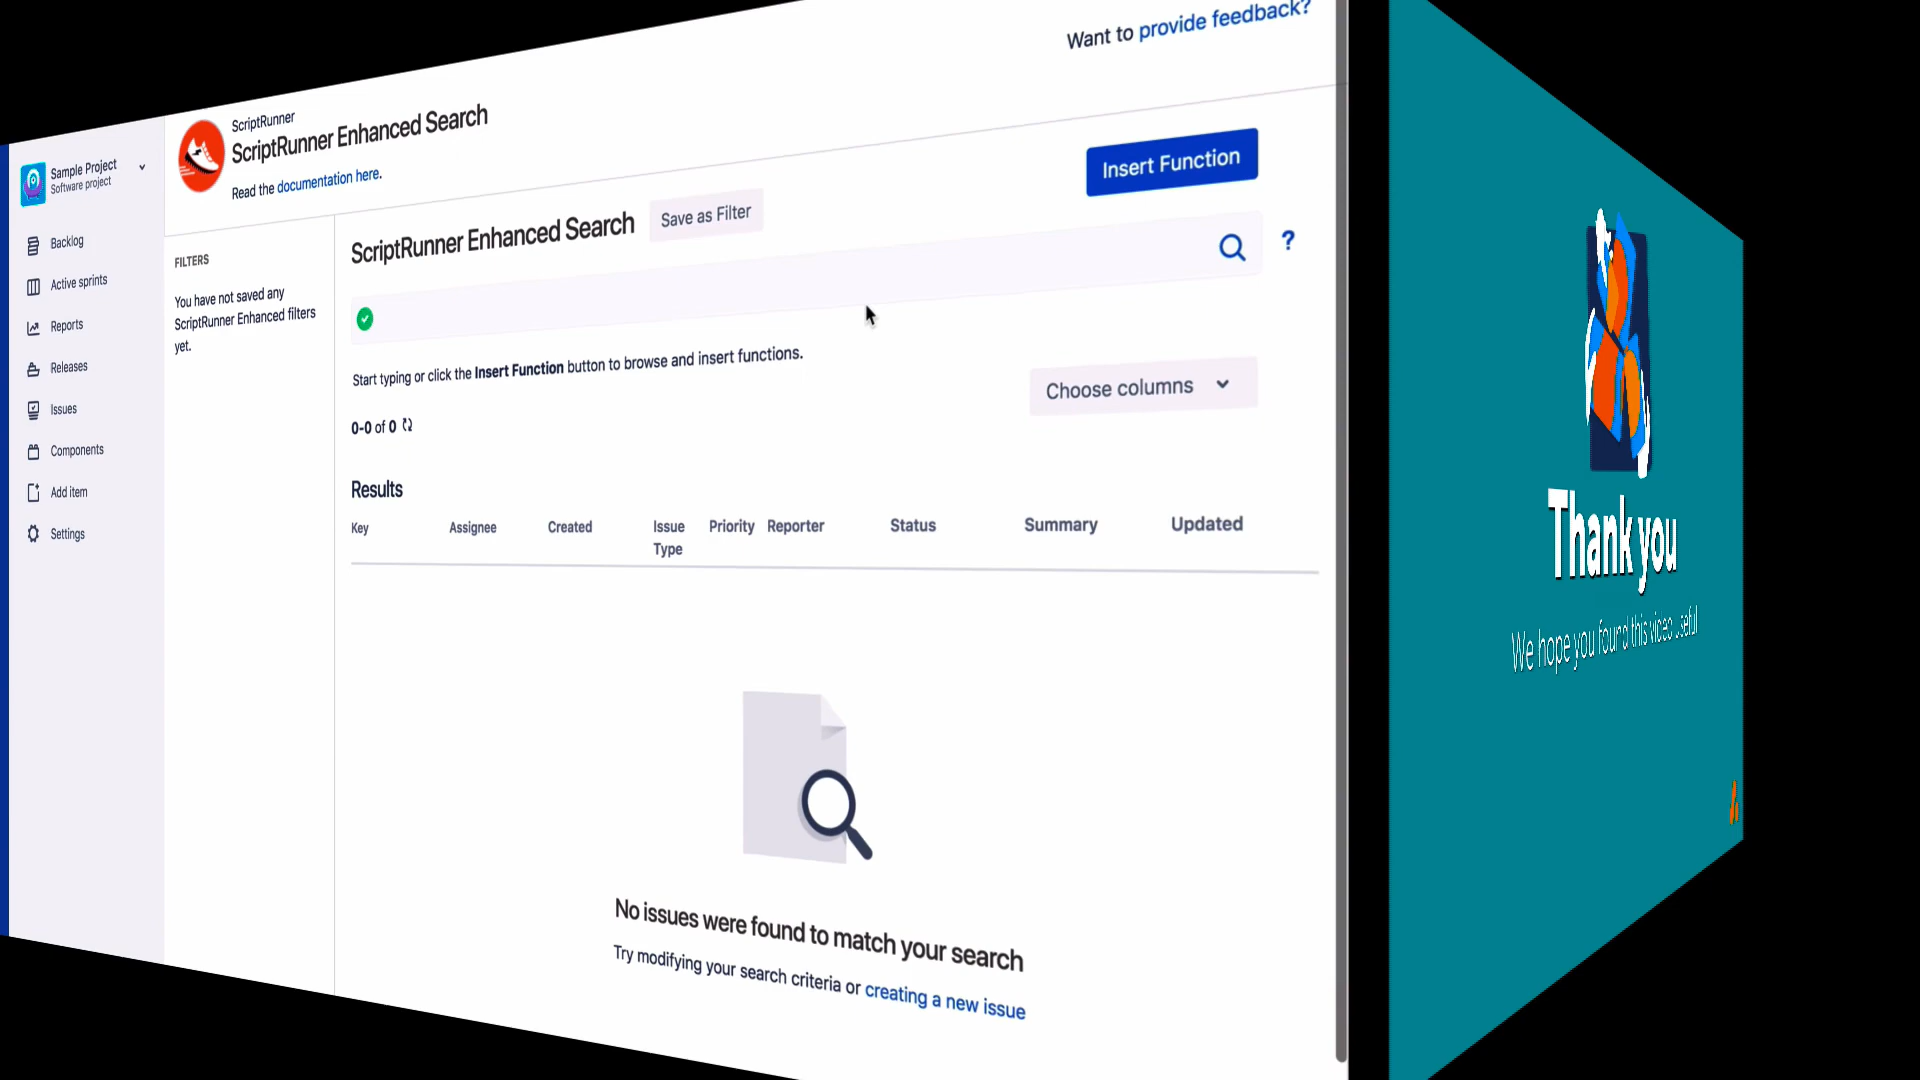 Want to provide feedback?
ScriptRunner
ScriptRunner Enhanced Search
Read the documentation here.
Sample Project
Software project
Backlog
Active sprints
Reports
Releases
Issues
Components
Add item
Settings
FILTERS
You have not saved any
ScriptRunner Enhanced filters
yet.
ScriptRunner Enhanced Search
Save as Filter
Insert Function
?
Start typing or click the Insert Function button to browse and insert functions.
Choose columns
0-0 of 0
Results
Key Assignee Created Issue Type Priority Reporter Status Summary Updated
No issues were found to match your search
Try modifying your search criteria or creating a new issue
Thank you
We hope you found this video useful